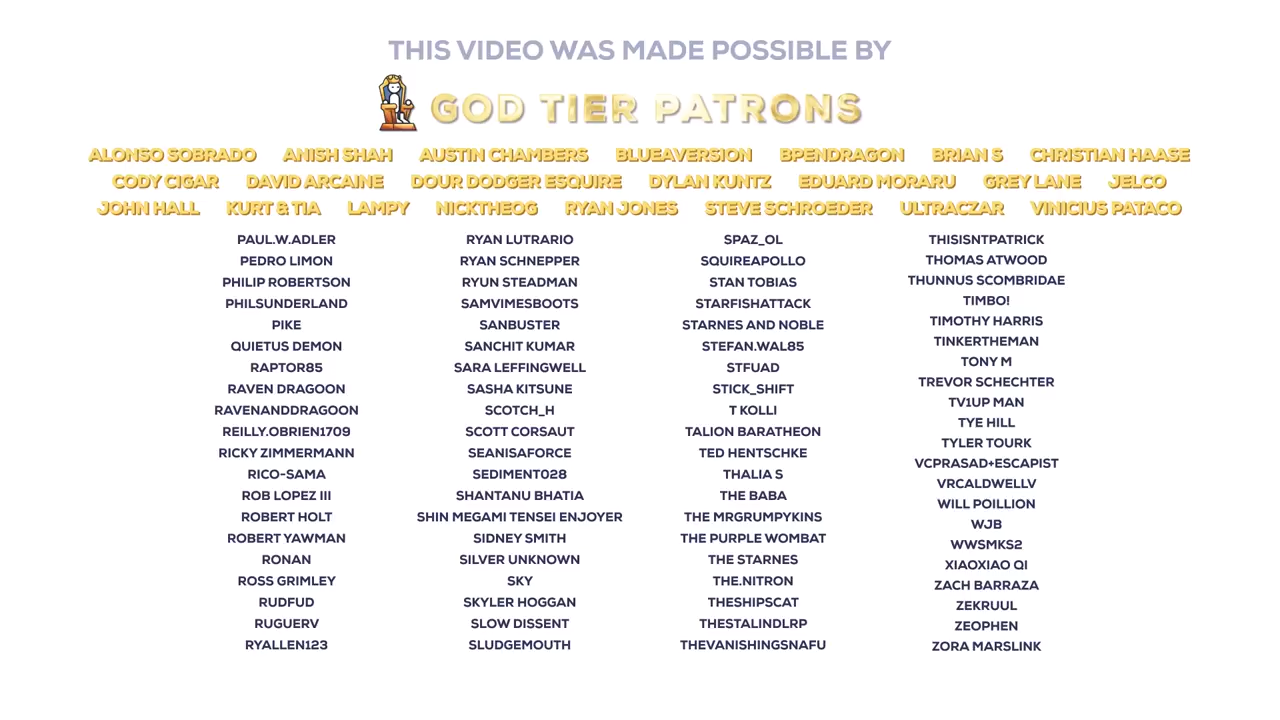 THIS VIDEO WAS MADE POSSIBLE BY
GOD TIER PATRONS
ALONSO SOBRADO ANISH SHAH AUSTIN CHAMBERS BLUEAVERSION BPENDRAGON BRIAN S CHRISTIAN HAASE
CODY CIGAR DAVID ARCAINE DOUR DODGER ESQUIRE DYLAN KUNTZ EDUARD MORARU GREY LANE JELCO
JOHN HALL KURT & TIA LAMPY NICKTHEOG RYAN JONES STEVE SCHROEDER ULTRACZAR VINICIUS PATACO
PAUL.W.ADLER
PEDRO LIMON
PHILIP ROBERTSON
PHILSUNDERLAND
PIKE
QUIETUS DEMON
RAPTOR85
RAVEN DRAGOON
RAVENANDDRAGOON
REILLY.OBRIEN1709
RICKY ZIMMERMANN
RICO-SAMA
ROB LOPEZ III
ROBERT HOLT
ROBERT YAWMAN
RONAN
ROSS GRIMLEY
RUDFUD
RUGUERV
RYALLEN123
RYAN LUTRARIO
RYAN SCHNEPPER
RYUN STEADMAN
SAMVIMESBOOTS
SANBUSTER
SANCHIT KUMAR
SARA LEFFINGWELL
SASHA KITSUNE
SCOTCH_H
SCOTT CORSAUT
SEANISAFORCE
SEDIMENT028
SHANTANU BHATIA
SHIN MEGAMI TENSEI ENJOYER
SIDNEY SMITH
SILVER UNKNOWN
SKY
SKYLER HOGGAN
SLOW DISSENT
SLUDGEMOUTH
SPAZ_OL
SQUIREAPOLLO
STAN TOBIAS
STARFISHATTACK
STARNES AND NOBLE
STEFAN.WAL85
STFUAD
STICK_SHIFT
T KOLLI
TALION BARATHEON
TED HENTSCHKE
THALIA S
THE BABA
THE MRGRUMPYKINS
THE PURPLE WOMBAT
THE STARNES
THE.NITRON
THESHIPSCAT
THESTALINDLRP
THEVANISHINGSNAFU
THISISNTPATRICK
THOMAS ATWOOD
THUNNUS SCOMBRIDAE
TIMBO!
TIMOTHY HARRIS
TINKERTHEMAN
TONY M
TREVOR SCHECHTER
TV1UP MAN
TYE HILL
TYLER TOURK
VCPRASAD+ESCAPIST
VRCALDWELLV
WILL POILLION
WJB
WWSMKS2
XIAOXIAO QI
ZACH BARRAZA
ZEKRUUL
ZEOPHEN
ZORA MARSLINK